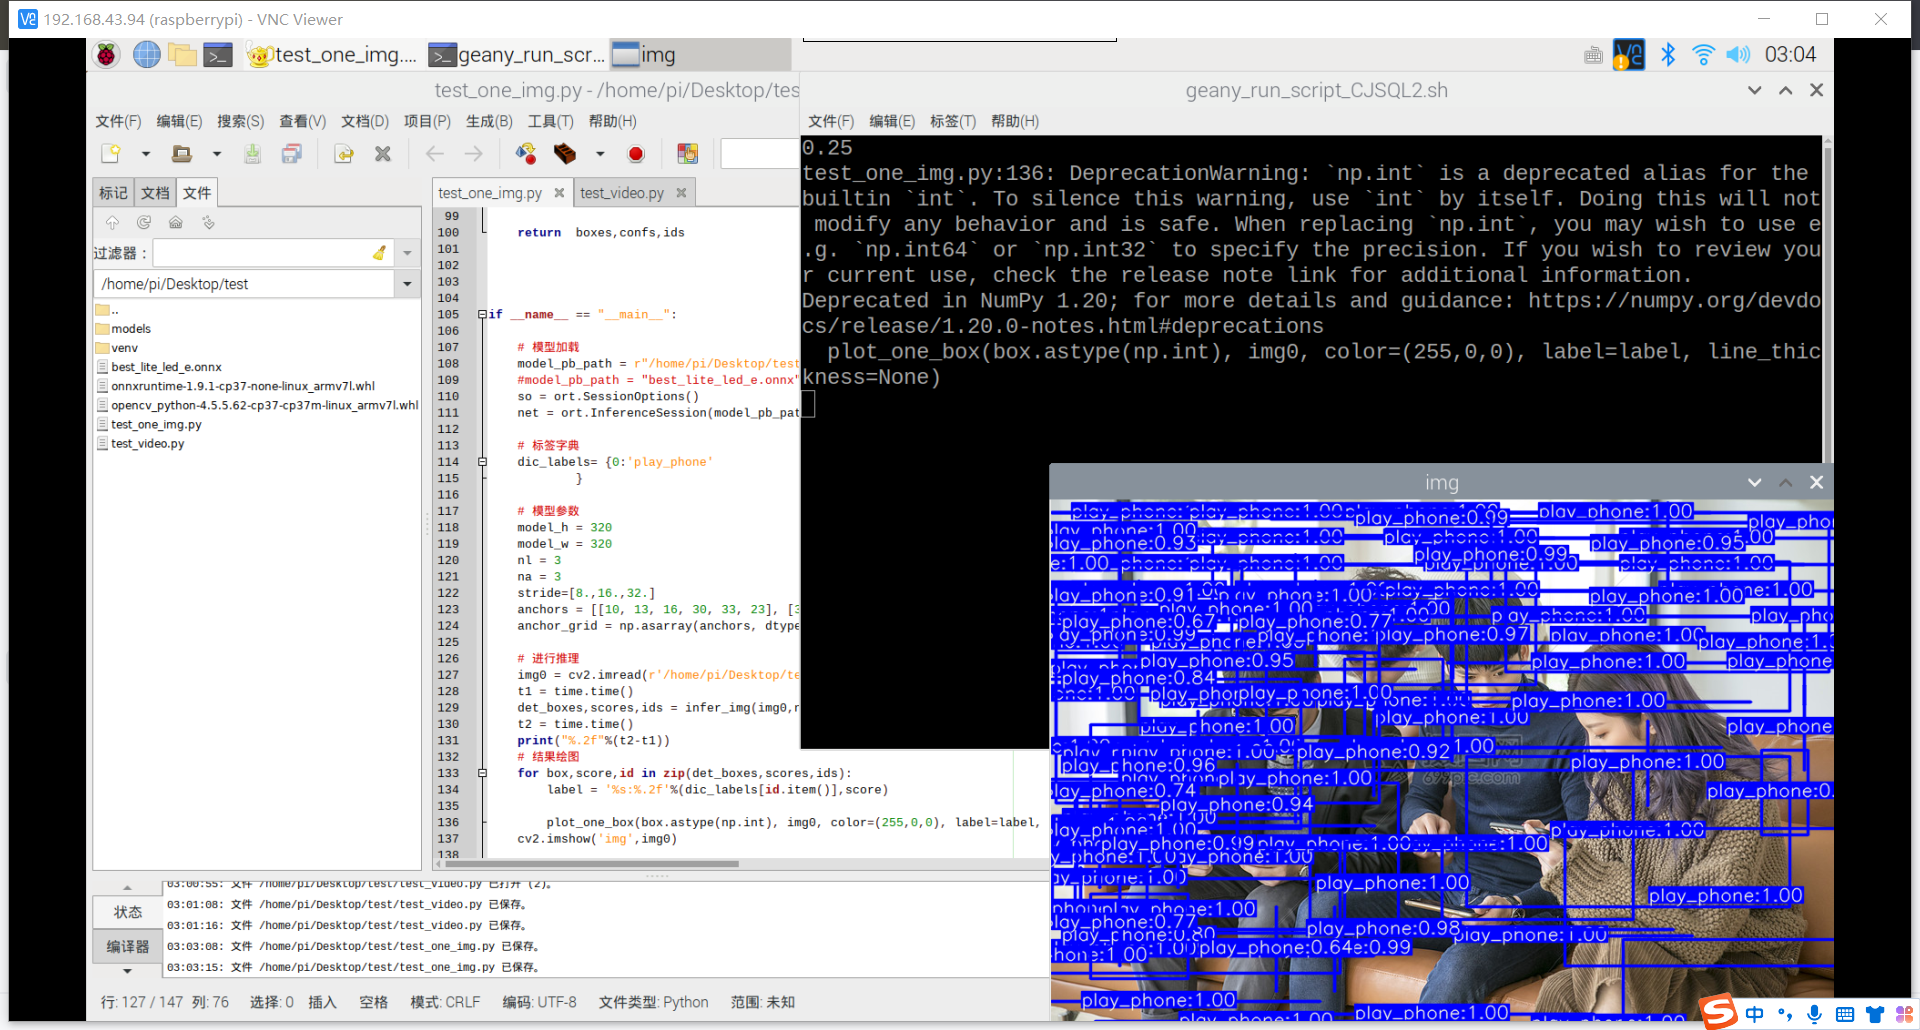 192.168.43.94 (raspberrypi) - VNC Viewer
test_one_img....
geany_run_scr...
img
03:04
test_one_img.py - /home/pi/Desktop/tes
geany_run_script_CJSQL2.sh
文件(F) 编辑(E) 搜索(S) 查看(V) 文档(D) 项目(P) 生成(B) 工具(T) 帮助(H)
文件(F) 编辑(E) 标签(T) 帮助(H)
标记 文档 文件
过滤器：
/home/pi/Desktop/test
..
models
venv
best_lite_led_e.onnx
onnxruntime-1.9.1-cp37-none-linux_armv7l.whl
opencv_python-4.5.5.62-cp37-cp37m-linux_armv7l.whl
test_one_img.py
test_video.py
test_one_img.py test_video.py
99
100 return boxes,confs,ids
101
102
103
104
105 if __name__ == "__main__":
106
107 # 模型加载
108 model_pb_path = r"/home/pi/Desktop/test
109 #model_pb_path = "best_lite_led_e.onnx"
110 so = ort.SessionOptions()
111 net = ort.InferenceSession(model_pb_pat
112
113 # 标签字典
114 dic_labels= {0:'play_phone'
115 }
116
117 # 模型参数
118 model_h = 320
119 model_w = 320
120 nl = 3
121 na = 3
122 stride=[8.,16.,32.]
123 anchors = [[10, 13, 16, 30, 33, 23], [3
124 anchor_grid = np.asarray(anchors, dtype
125
126 # 进行推理
127 img0 = cv2.imread(r'/home/pi/Desktop/te
128 t1 = time.time()
129 det_boxes,scores,ids = infer_img(img0,n
130 t2 = time.time()
131 print("%.2f"%(t2-t1))
132 # 结果绘图
133 for box,score,id in zip(det_boxes,scores,ids):
134 label = '%s:%.2f'%(dic_labels[id.item()],score)
135
136 plot_one_box(box.astype(np.int), img0, color=(255,0,0), label=label,
137 cv2.imshow('img',img0)
138
0.25
test_one_img.py:136: DeprecationWarning: `np.int` is a deprecated alias for the
builtin `int`. To silence this warning, use `int` by itself. Doing this will not
modify any behavior and is safe. When replacing `np.int`, you may wish to use e
.g. `np.int64` or `np.int32` to specify the precision. If you wish to review you
r current use, check the release note link for additional information.
Deprecated in NumPy 1.20; for more details and guidance: https://numpy.org/devdo
cs/release/1.20.0-notes.html#deprecations
plot_one_box(box.astype(np.int), img0, color=(255,0,0), label=label, line_thic
kness=None)
img
play_phone:0.99
play_phone:1.00
play_phone:0.95
play_phone:0.99
play_phone:1.00
play_phone:0.67
play_phone:0.77
play_phone:0.97
play_phone:1.00
play_phone:0.95
play_phone:1.00
play_phone:0.84
play_phone:1.00
play_phone:1.00
play_phone:1.00
play_phone:0.92
play_phone:0.96
play_phone:1.00
play_phone:1.00
play_phone:0.94
play_phone:1.00
play_phone:1.00
play_phone:1.00
play_phone:0.98
play_phone:1.00
play_phone:0.64
play_phone:1.00
play_phone:1.00
03:00:55: 文件 /home/pi/Desktop/test/test_video.py 已打开 (2)。
03:01:08: 文件 /home/pi/Desktop/test/test_video.py 已保存。
03:01:16: 文件 /home/pi/Desktop/test/test_video.py 已保存。
03:03:08: 文件 /home/pi/Desktop/test/test_one_img.py 已保存。
03:03:15: 文件 /home/pi/Desktop/test/test_one_img.py 已保存。
状态
编译器
行: 127 / 147 列: 76 选择: 0 插入 空格 模式: CRLF 编码: UTF-8 文件类型: Python 范围: 未知
中